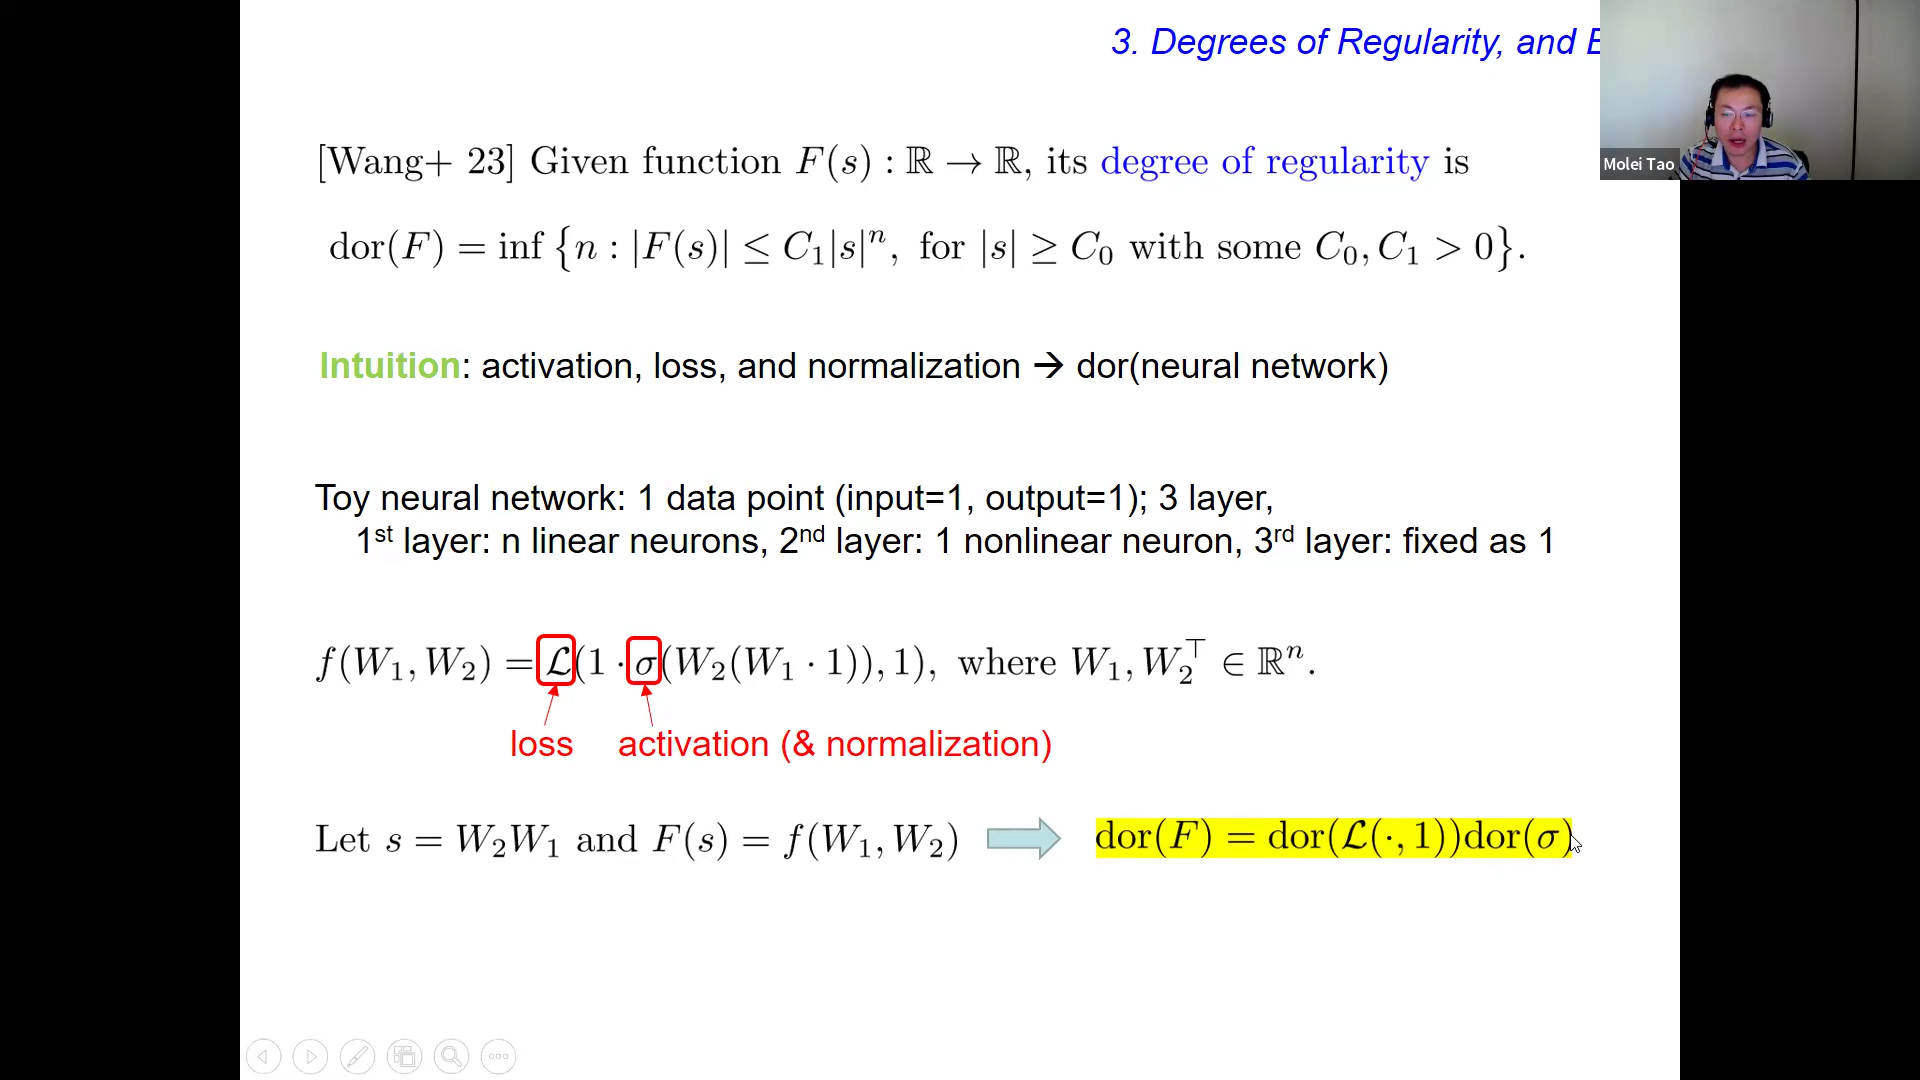 3. Degrees of Regularity, and
Molei Tao
[Wang+ 23] Given function F(s) : ℝ → ℝ, its degree of regularity is
dor(F) = inf {n : |F(s)| ≤ C₁|s|ⁿ, for |s| ≥ C₀ with some C₀, C₁ > 0}.
Intuition: activation, loss, and normalization → dor(neural network)
Toy neural network: 1 data point (input=1, output=1); 3 layer,
1st layer: n linear neurons, 2nd layer: 1 nonlinear neuron, 3rd layer: fixed as 1
f(W₁, W₂) = ℒ(1 · σ(W₂(W₁ · 1)), 1), where W₁, W₂^⊤ ∈ ℝⁿ.
loss activation (& normalization)
Let s = W₂W₁ and F(s) = f(W₁, W₂) dor(F) = dor(ℒ(·, 1))dor(σ)